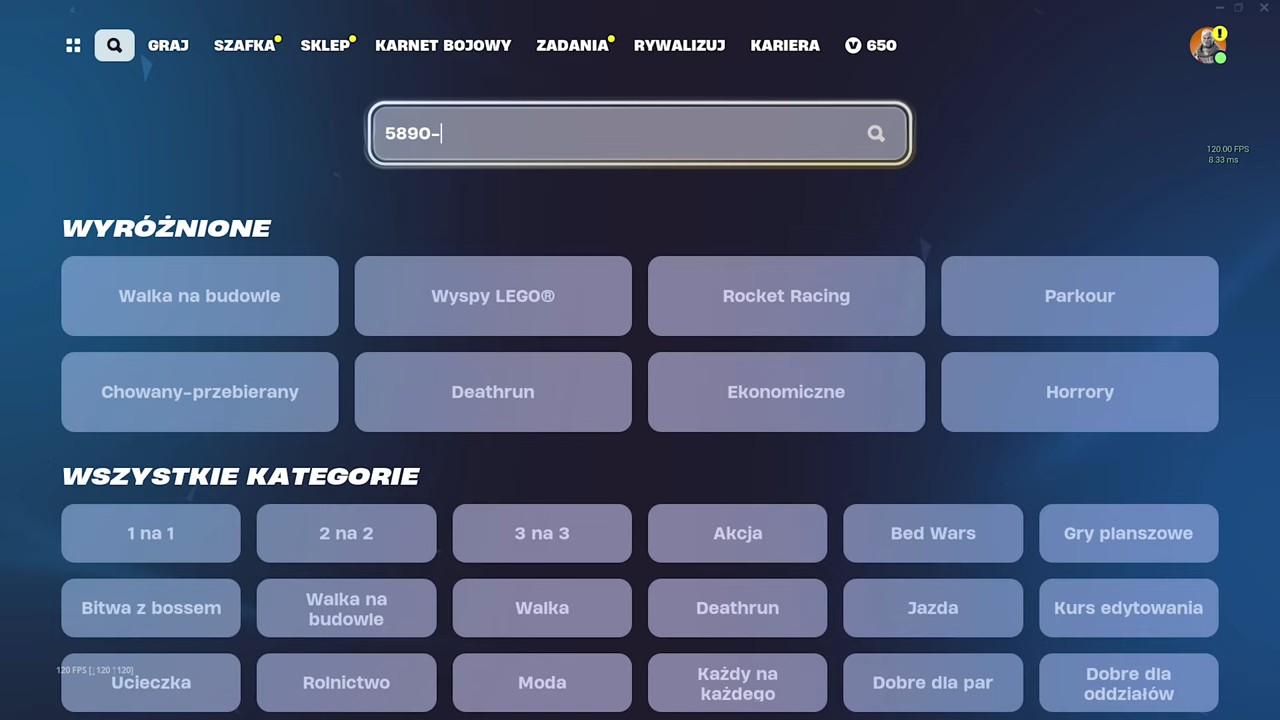 GRAJ SZAFKA SKLEP KARNET BOJOWY ZADANIA RYWALIZUJ KARIERA V 650
!
5890-
120.00 FPS
8.33 ms
WYRÓŻNIONE
Walka na budowle Wyspy LEGO® Rocket Racing Parkour
Chowany-przebierany Deathrun Ekonomiczne Horrory
WSZYSTKIE KATEGORIE
1 na 1 2 na 2 3 na 3 Akcja Bed Wars Gry planszowe
Bitwa z bossem Walka na budowle Walka Deathrun Jazda Kurs edytowania
120 FPS
Ucieczka Rolnictwo Moda Każdy na każdego Dobre dla par Dobre dla oddziałów